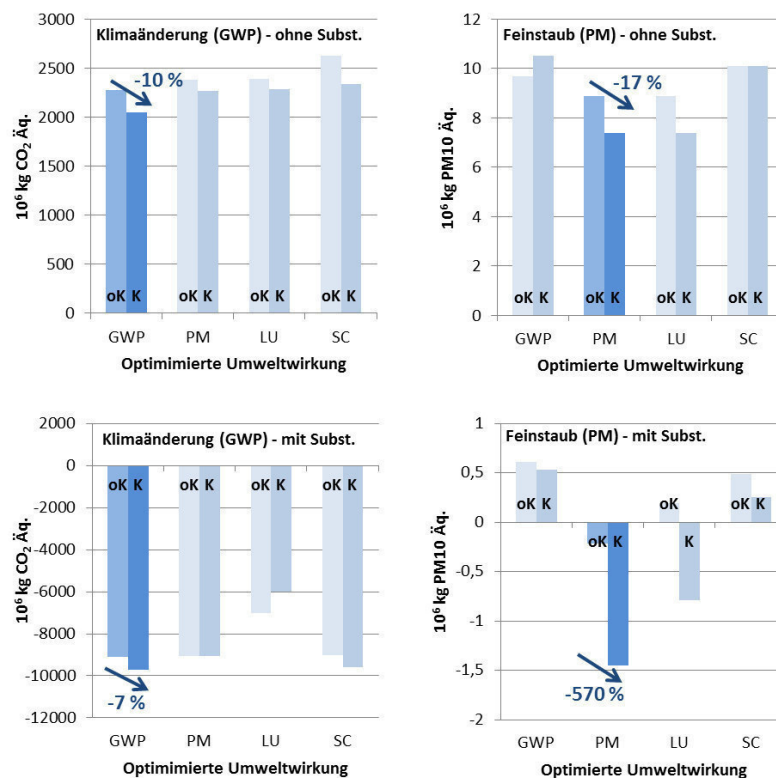 Klimaänderung (GWP) - ohne Subst.
3000
2500
2000
1500
1000
500
0
10⁶ kg CO₂ Äq.
-10 %
oK K oK K oK K oK K
GWP PM LU SC
Optimimierte Umweltwirkung
Feinstaub (PM) - ohne Subst.
12
10
8
6
4
2
0
10⁶ kg PM10 Äq.
-17 %
oK K oK K oK K oK K
GWP PM LU SC
Optimierte Umweltwirkung
Klimaänderung (GWP) - mit Subst.
2000
0
-2000
-4000
-6000
-8000
-10000
-12000
10⁶ kg CO₂ Äq.
oK K oK K oK K oK K
-7 %
GWP PM LU SC
Optimierte Umweltwirkung
Feinstaub (PM) - mit Subst.
1
0,5
0
-0,5
-1
-1,5
-2
10⁶ kg PM10 Äq.
oK K oK oK K
oK K K
-570 %
GWP PM LU SC
Optimierte Umweltwirkung